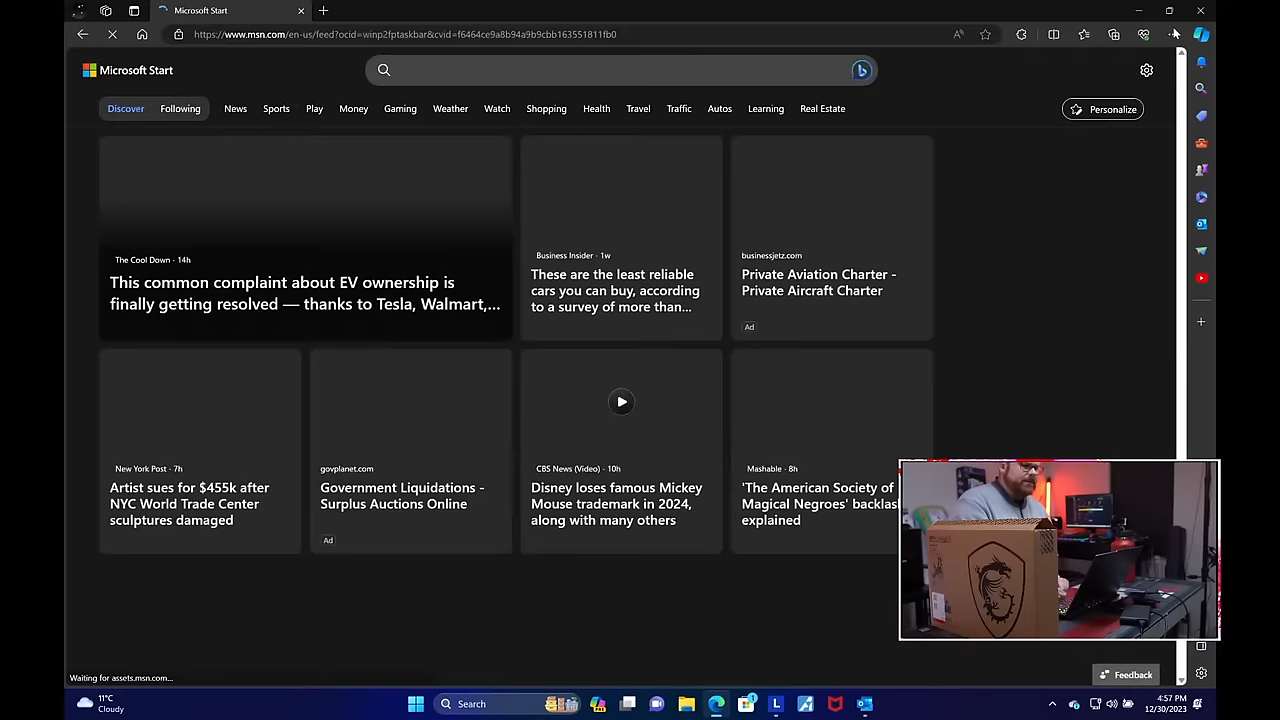 Microsoft Start
https://www.msn.com/en-us/feed?ocid=winp2fptaskbar&cvid=f6464ce9a8b94a9b9cbb163551811fb0
Microsoft Start
Discover Following News Sports Play Money Gaming Weather Watch Shopping Health Travel Traffic Autos Learning Real Estate Personalize
The Cool Down · 14h
This common complaint about EV ownership is
finally getting resolved — thanks to Tesla, Walmart,...
Business Insider · 1w
These are the least reliable
cars you can buy, according
to a survey of more than...
businessjetz.com
Private Aviation Charter -
Private Aircraft Charter
Ad
New York Post · 7h
Artist sues for $455k after
NYC World Trade Center
sculptures damaged
govplanet.com
Government Liquidations -
Surplus Auctions Online
Ad
CBS News (Video) · 10h
Disney loses famous Mickey
Mouse trademark in 2024,
along with many others
Mashable · 8h
'The American Society of
Magical Negroes' backlas
explained
Waiting for assets.msn.com...
Feedback
11°C
Cloudy
Search
4:57 PM
12/30/2023